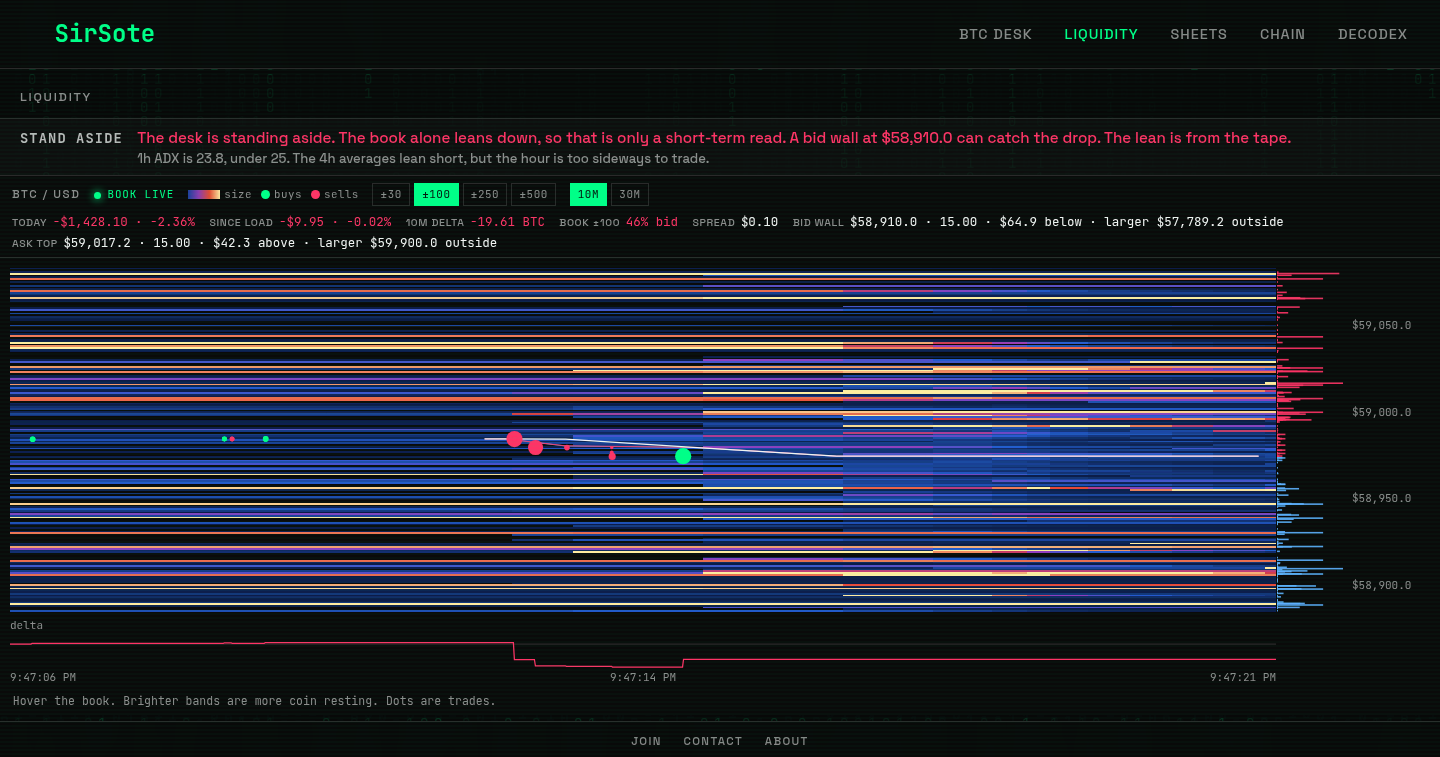 SirSote
BTC DESK LIQUIDITY SHEETS CHAIN DECODEX
LIQUIDITY
STAND ASIDE The desk is standing aside. The book alone leans down, so that is only a short-term read. A bid wall at $58,910.0 can catch the drop. The lean is from the tape.
1h ADX is 23.8, under 25. The 4h averages lean short, but the hour is too sideways to trade.
BTC / USD BOOK LIVE size buys sells ±30 ±100 ±250 ±500 10M 30M
TODAY -$1,428.10 · -2.36% SINCE LOAD -$9.95 · -0.02% 10M DELTA -19.61 BTC BOOK ±100 46% bid SPREAD $0.10 BID WALL $58,910.0 · 15.00 · $64.9 below · larger $57,789.2 outside
ASK TOP $59,017.2 · 15.00 · $42.3 above · larger $59,900.0 outside
$59,050.0
$59,000.0
$58,950.0
$58,900.0
delta
9:47:06 PM 9:47:14 PM 9:47:21 PM
Hover the book. Brighter bands are more coin resting. Dots are trades.
JOIN CONTACT ABOUT